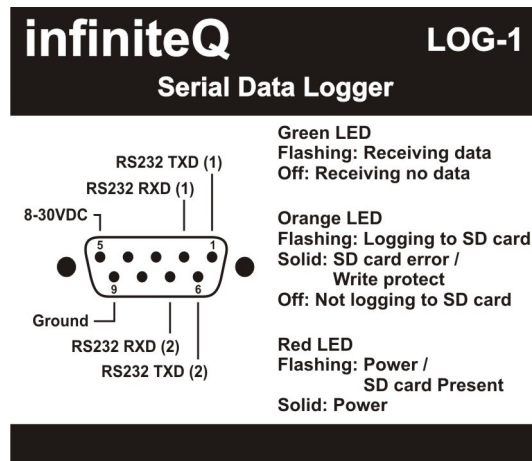 infiniteQ LOG-1
Serial Data Logger
RS232 TXD (1)
RS232 RXD (1)
8-30VDC
5 1
9 6
Ground
RS232 RXD (2)
RS232 TXD (2)
Green LED
Flashing: Receiving data
Off: Receiving no data
Orange LED
Flashing: Logging to SD card
Solid: SD card error /
Write protect
Off: Not logging to SD card
Red LED
Flashing: Power /
SD card Present
Solid: Power